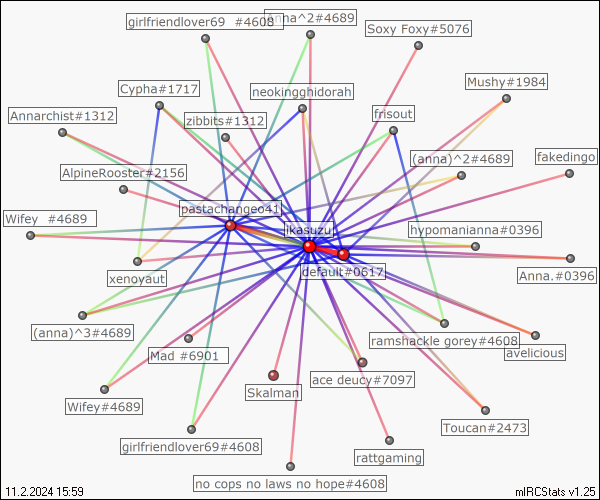 girlfriendlover69 #4608
Anna^2#4689
Soxy Foxy#5076
Cypha#1717
neokingghidorah
Mushy#1984
Annarchist#1312
zibbits#1312
frisout
(anna)^2#4689
fakedingo
AlpineRooster#2156
pastachangeo41
Wifey #4689
ikasuzu
hypomanianna#0396
default#0617
xenoyaut
Anna.#0396
(anna)^3#4689
ramshackle gorey#4608
Mad #6901
avelicious
ace deucy#7097
Skalman
Wifey#4689
Toucan#2473
girlfriendlover69#4608
rattgaming
no cops no laws no hope#4608
11.2.2024 15:59
mIRCStats v1.25